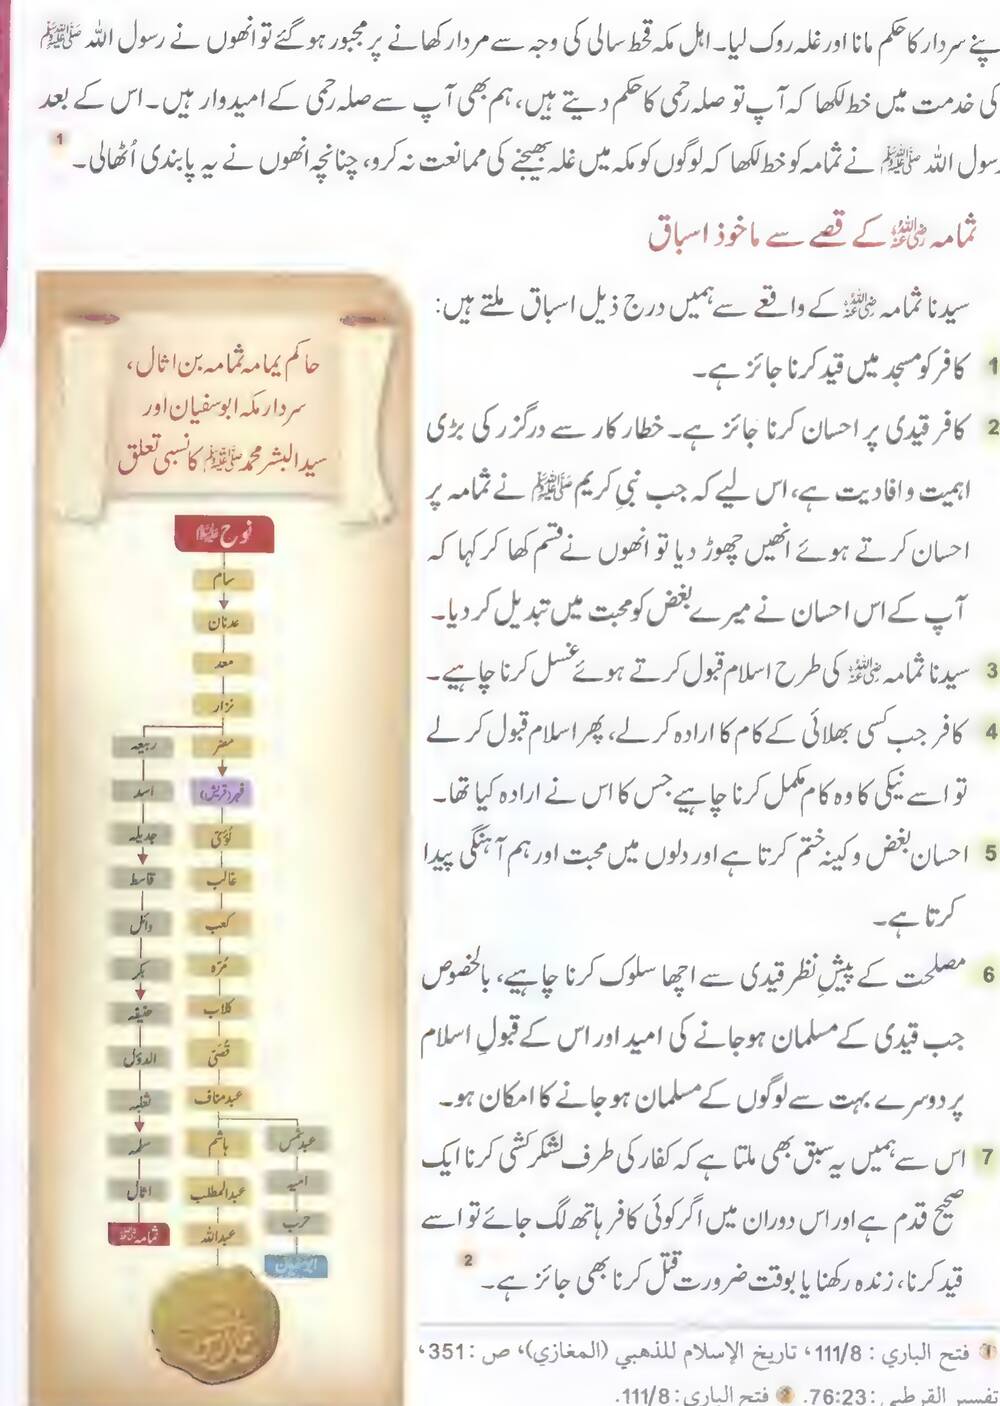 پنے سردار کا حکم مانا اور غلہ روک لیا۔ اہل مکہ قحط سالی کی وجہ سے مردار کھانے پر مجبور ہو گئے تو انھوں نے رسول اللہ ﷺ
کی خدمت میں خط لکھا کہ آپ تو صلہ رحمی کا حکم دیتے ہیں، ہم بھی آپ سے صلہ رحمی کے امیدوار ہیں۔ اس کے بعد
رسول اللہ ﷺ نے ثمامہ کو خط لکھا کہ لوگوں کو مکہ میں غلہ بھیجنے کی ممانعت نہ کرو، چنانچہ انھوں نے یہ پابندی اُٹھالی۔ 1
ثمامہ رضی اللہ عنہ کے قصے سے ماخوذ اسباق
سیدنا ثمامہ رضی اللہ عنہ کے واقعے سے ہمیں درج ذیل اسباق ملتے ہیں:
1 کافر کو مسجد میں قید کرنا جائز ہے۔
2 کافر قیدی پر احسان کرنا جائز ہے۔ خطار کار سے درگزر کی بڑی
اہمیت و افادیت ہے، اس لیے کہ جب نبیِ کریم ﷺ نے ثمامہ پر
احسان کرتے ہوئے انھیں چھوڑ دیا تو انھوں نے قسم کھا کر کہا کہ
آپ کے اس احسان نے میرے بغض کو محبت میں تبدیل کر دیا۔
3 سیدنا ثمامہ رضی اللہ عنہ کی طرح اسلام قبول کرتے ہوئے غسل کرنا چاہیے۔
4 کافر جب کسی بھلائی کے کام کا ارادہ کر لے، پھر اسلام قبول کر لے
تو اسے نیکی کا وہ کام مکمل کرنا چاہیے جس کا اس نے ارادہ کیا تھا۔
5 احسان بغض و کینہ ختم کرتا ہے اور دلوں میں محبت اور ہم آہنگی پیدا
کرتا ہے۔
6 مصلحت کے پیشِ نظر قیدی سے اچھا سلوک کرنا چاہیے، بالخصوص
جب قیدی کے مسلمان ہو جانے کی امید اور اس کے قبولِ اسلام
پر دوسرے بہت سے لوگوں کے مسلمان ہو جانے کا امکان ہو۔
7 اس سے ہمیں یہ سبق بھی ملتا ہے کہ کفار کی طرف لشکر کشی کرنا ایک
صحیح قدم ہے اور اس دوران میں اگر کوئی کافر ہاتھ لگ جائے تو اسے
قید کرنا، زندہ رکھنا یا بوقت ضرورت قتل کرنا بھی جائز ہے۔ 2
حاکم یمامہ ثمامہ بن اثال،
سردار مکہ ابوسفیان اور
سید البشر محمد ﷺ کا نسبی تعلق
نوح علیہ السلام
سام
عدنان
معد
نزار
مضر
فہر (قریش)
لُؤَی
غالب
کعب
مُرّہ
کلاب
قُصَی
عبدمناف
ہاشم
عبدالمطلب
عبداللہ
ربیعہ
اسد
جدیلہ
قاسط
وائل
بکر
حنیفہ
الدؤل
ثعلبہ
سلمہ
اثال
ثمامہ رضی اللہ عنہ
عبدشمس
امیہ
حرب
ابوسفیان
1 فتح الباري : 111/8، تاريخ الإسلام للذهبي (المغازي)، ص : 351،
تفسير القرطبي : 76:23. 2 فتح الباري : 111/8.